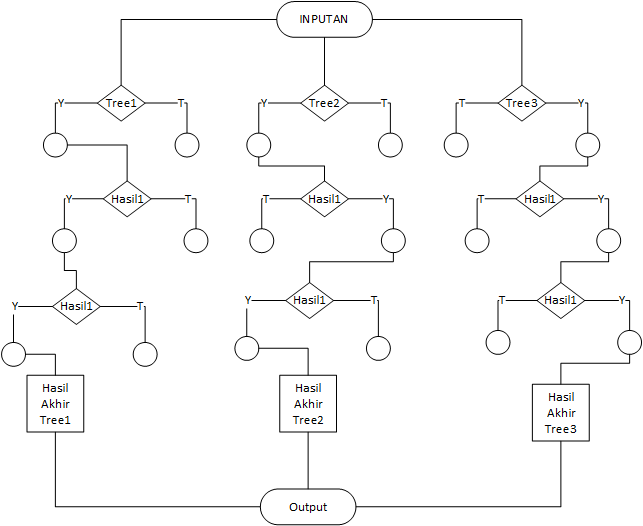 INPUTAN
Y Tree1 T
Y Tree2 T
T Tree3 Y
Y Hasil1 T
T Hasil1 Y
T Hasil1 Y
Y Hasil1 T
Y Hasil1 T
T Hasil1 Y
Hasil
Akhir
Tree1
Hasil
Akhir
Tree2
Hasil
Akhir
Tree3
Output